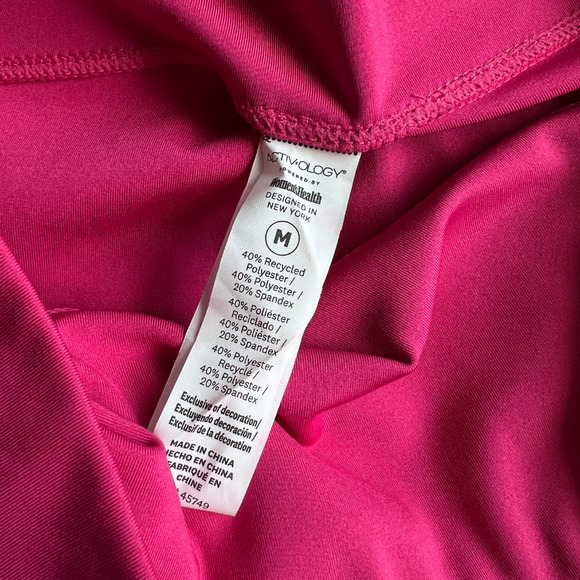 CTIV•OLOGY®
POWERED BY
Women'sHealth
DESIGNED IN
NEW YORK
M
40% Recycled
Polyester /
40% Polyester /
20% Spandex
40% Poliéster
Reciclado /
40% Poliéster /
20% Spandex
40% Polyester
Recyclé /
40% Polyester /
20% Spandex
Exclusive of decoration/
Excluyendo decoración/
Exclusif de la décoration
MADE IN CHINA
HECHO EN CHINA
FABRIQUÉ EN
CHINE
45749